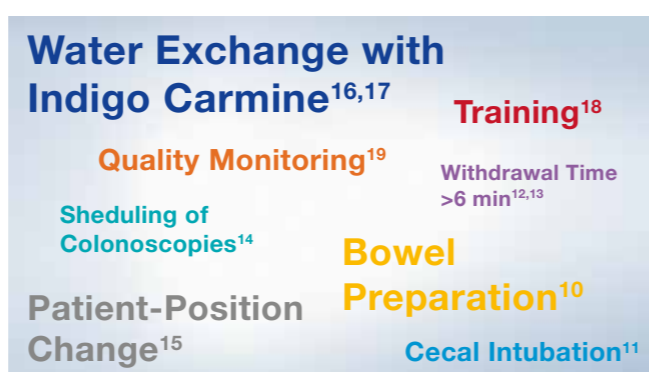 Water Exchange with
Indigo Carmine16,17
Training18
Quality Monitoring19
Withdrawal Time
>6 min12,13
Sheduling of
Colonoscopies14
Bowel
Preparation10
Patient-Position
Change15
Cecal Intubation11